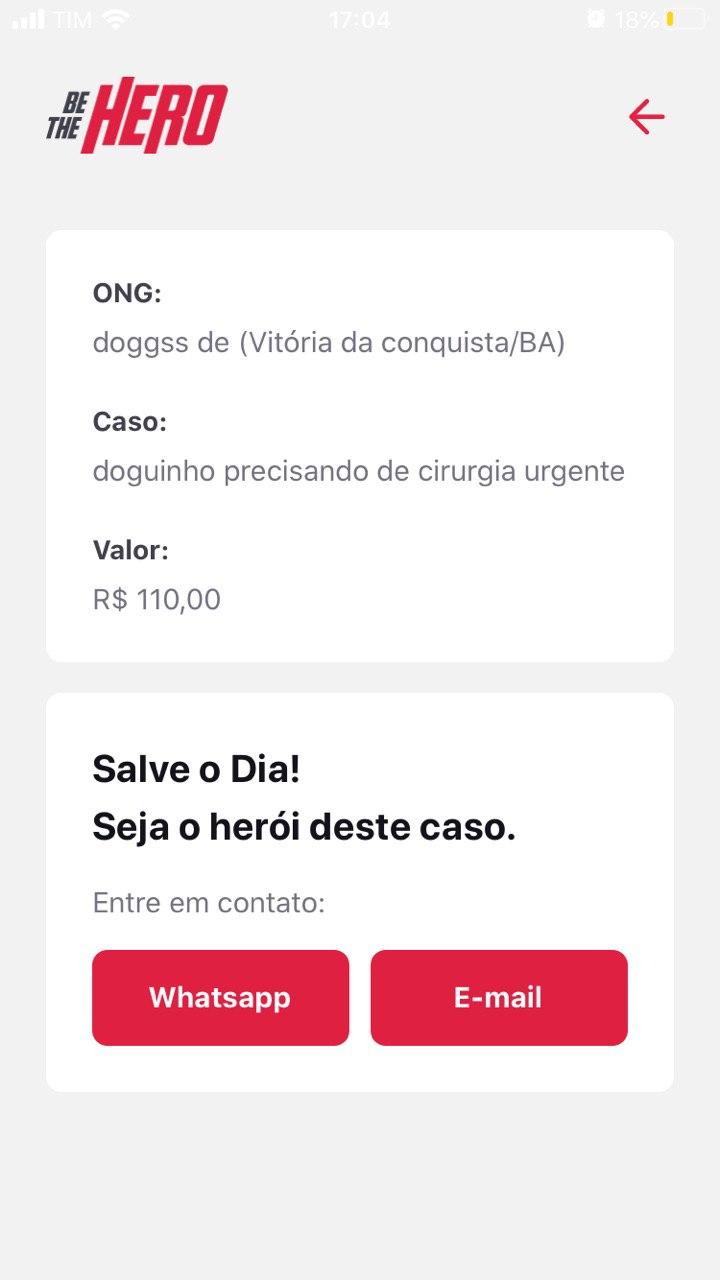 TIM 17:04 18%
BE
THE HERO
ONG:
doggss de (Vitória da conquista/BA)
Caso:
doguinho precisando de cirurgia urgente
Valor:
R$ 110,00
Salve o Dia!
Seja o herói deste caso.
Entre em contato:
Whatsapp E-mail